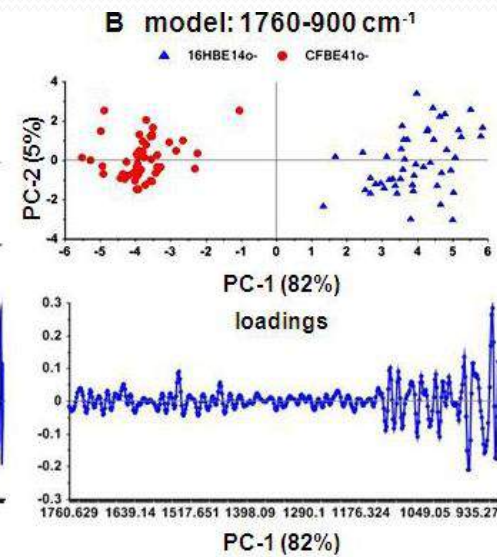 B model: 1760-900 cm-1
16HBE14o- CFBE41o-
4
2
0
-2
-4
PC-2 (5%)
-6 -5 -4 -3 -2 -1 0 1 2 3 4 5 6
PC-1 (82%)
loadings
0.3
0.2
0.1
0
-0.1
-0.2
-0.3
1760.629 1639.14 1517.651 1398.09 1290.1 1176.324 1049.05 935.27
PC-1 (82%)